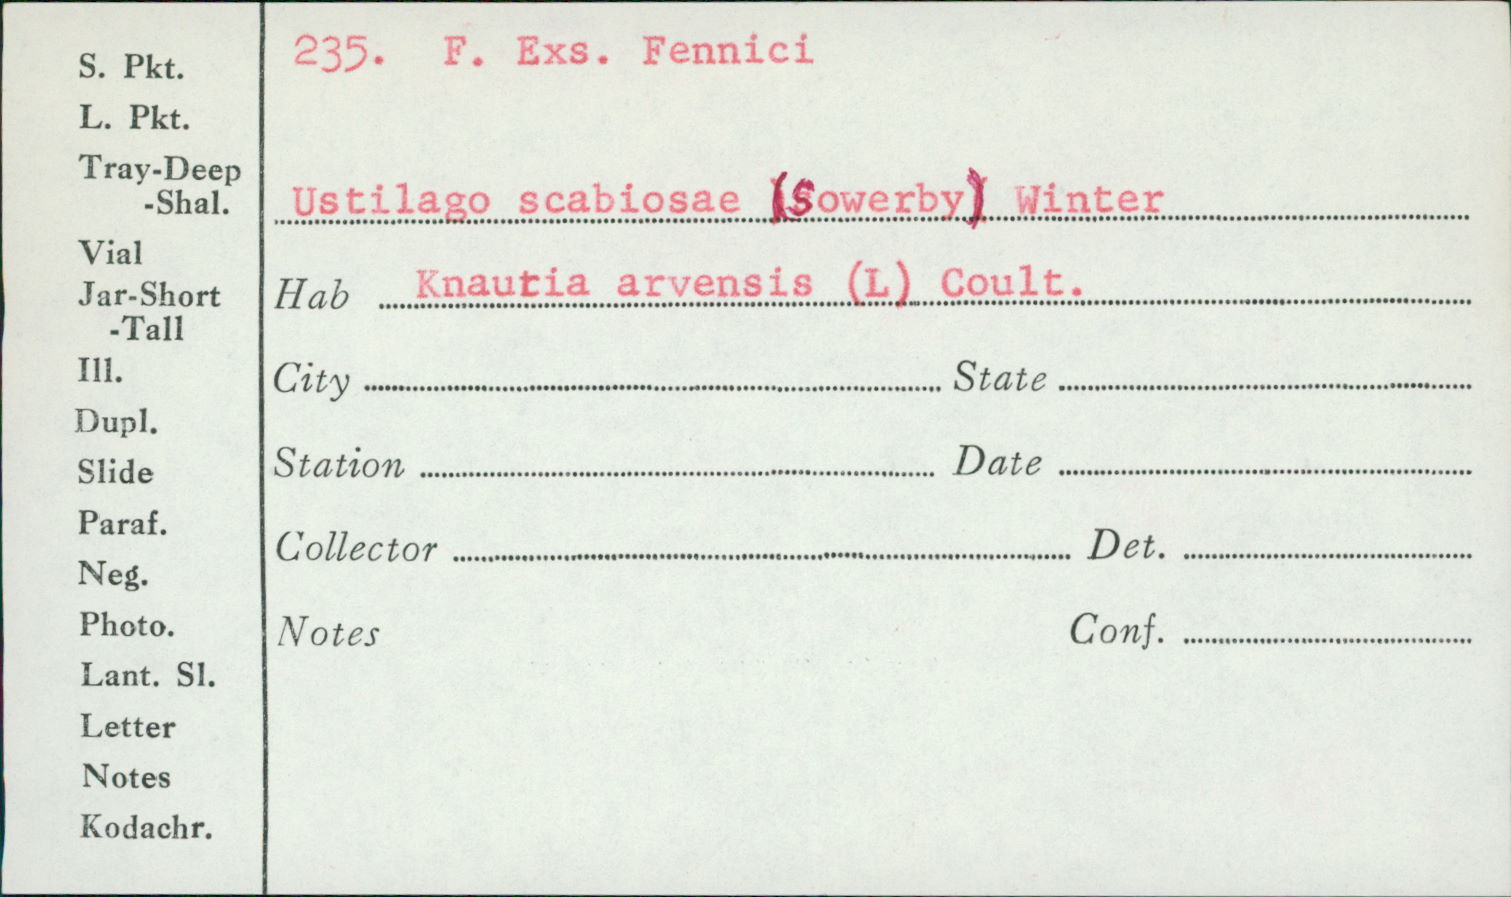 S. Pkt.
L. Pkt.
Tray-Deep
-Shal.
Vial
Jar-Short
-Tall
Ill.
Dupl.
Slide
Paraf.
Neg.
Photo.
Lant. Sl.
Letter
Notes
Kodachr.
235. F. Exs. Fennici
Ustilago scabiosae (Sowerby) Winter
Hab Knautia arvensis (L) Coult.
City State
Station Date
Collector Det.
Notes Conf.